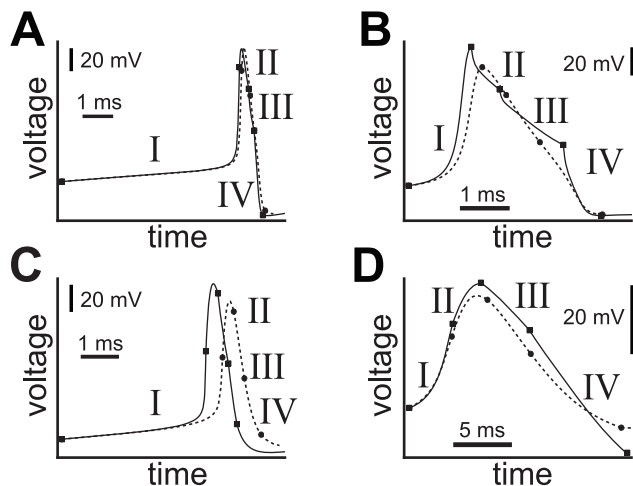 A
20 mV
1 ms
I
II
III
IV
voltage
time
B
20 mV
I
II
III
IV
1 ms
voltage
time
C
20 mV
1 ms
I
II
III
IV
voltage
time
D
20 mV
I
II
III
IV
5 ms
voltage
time